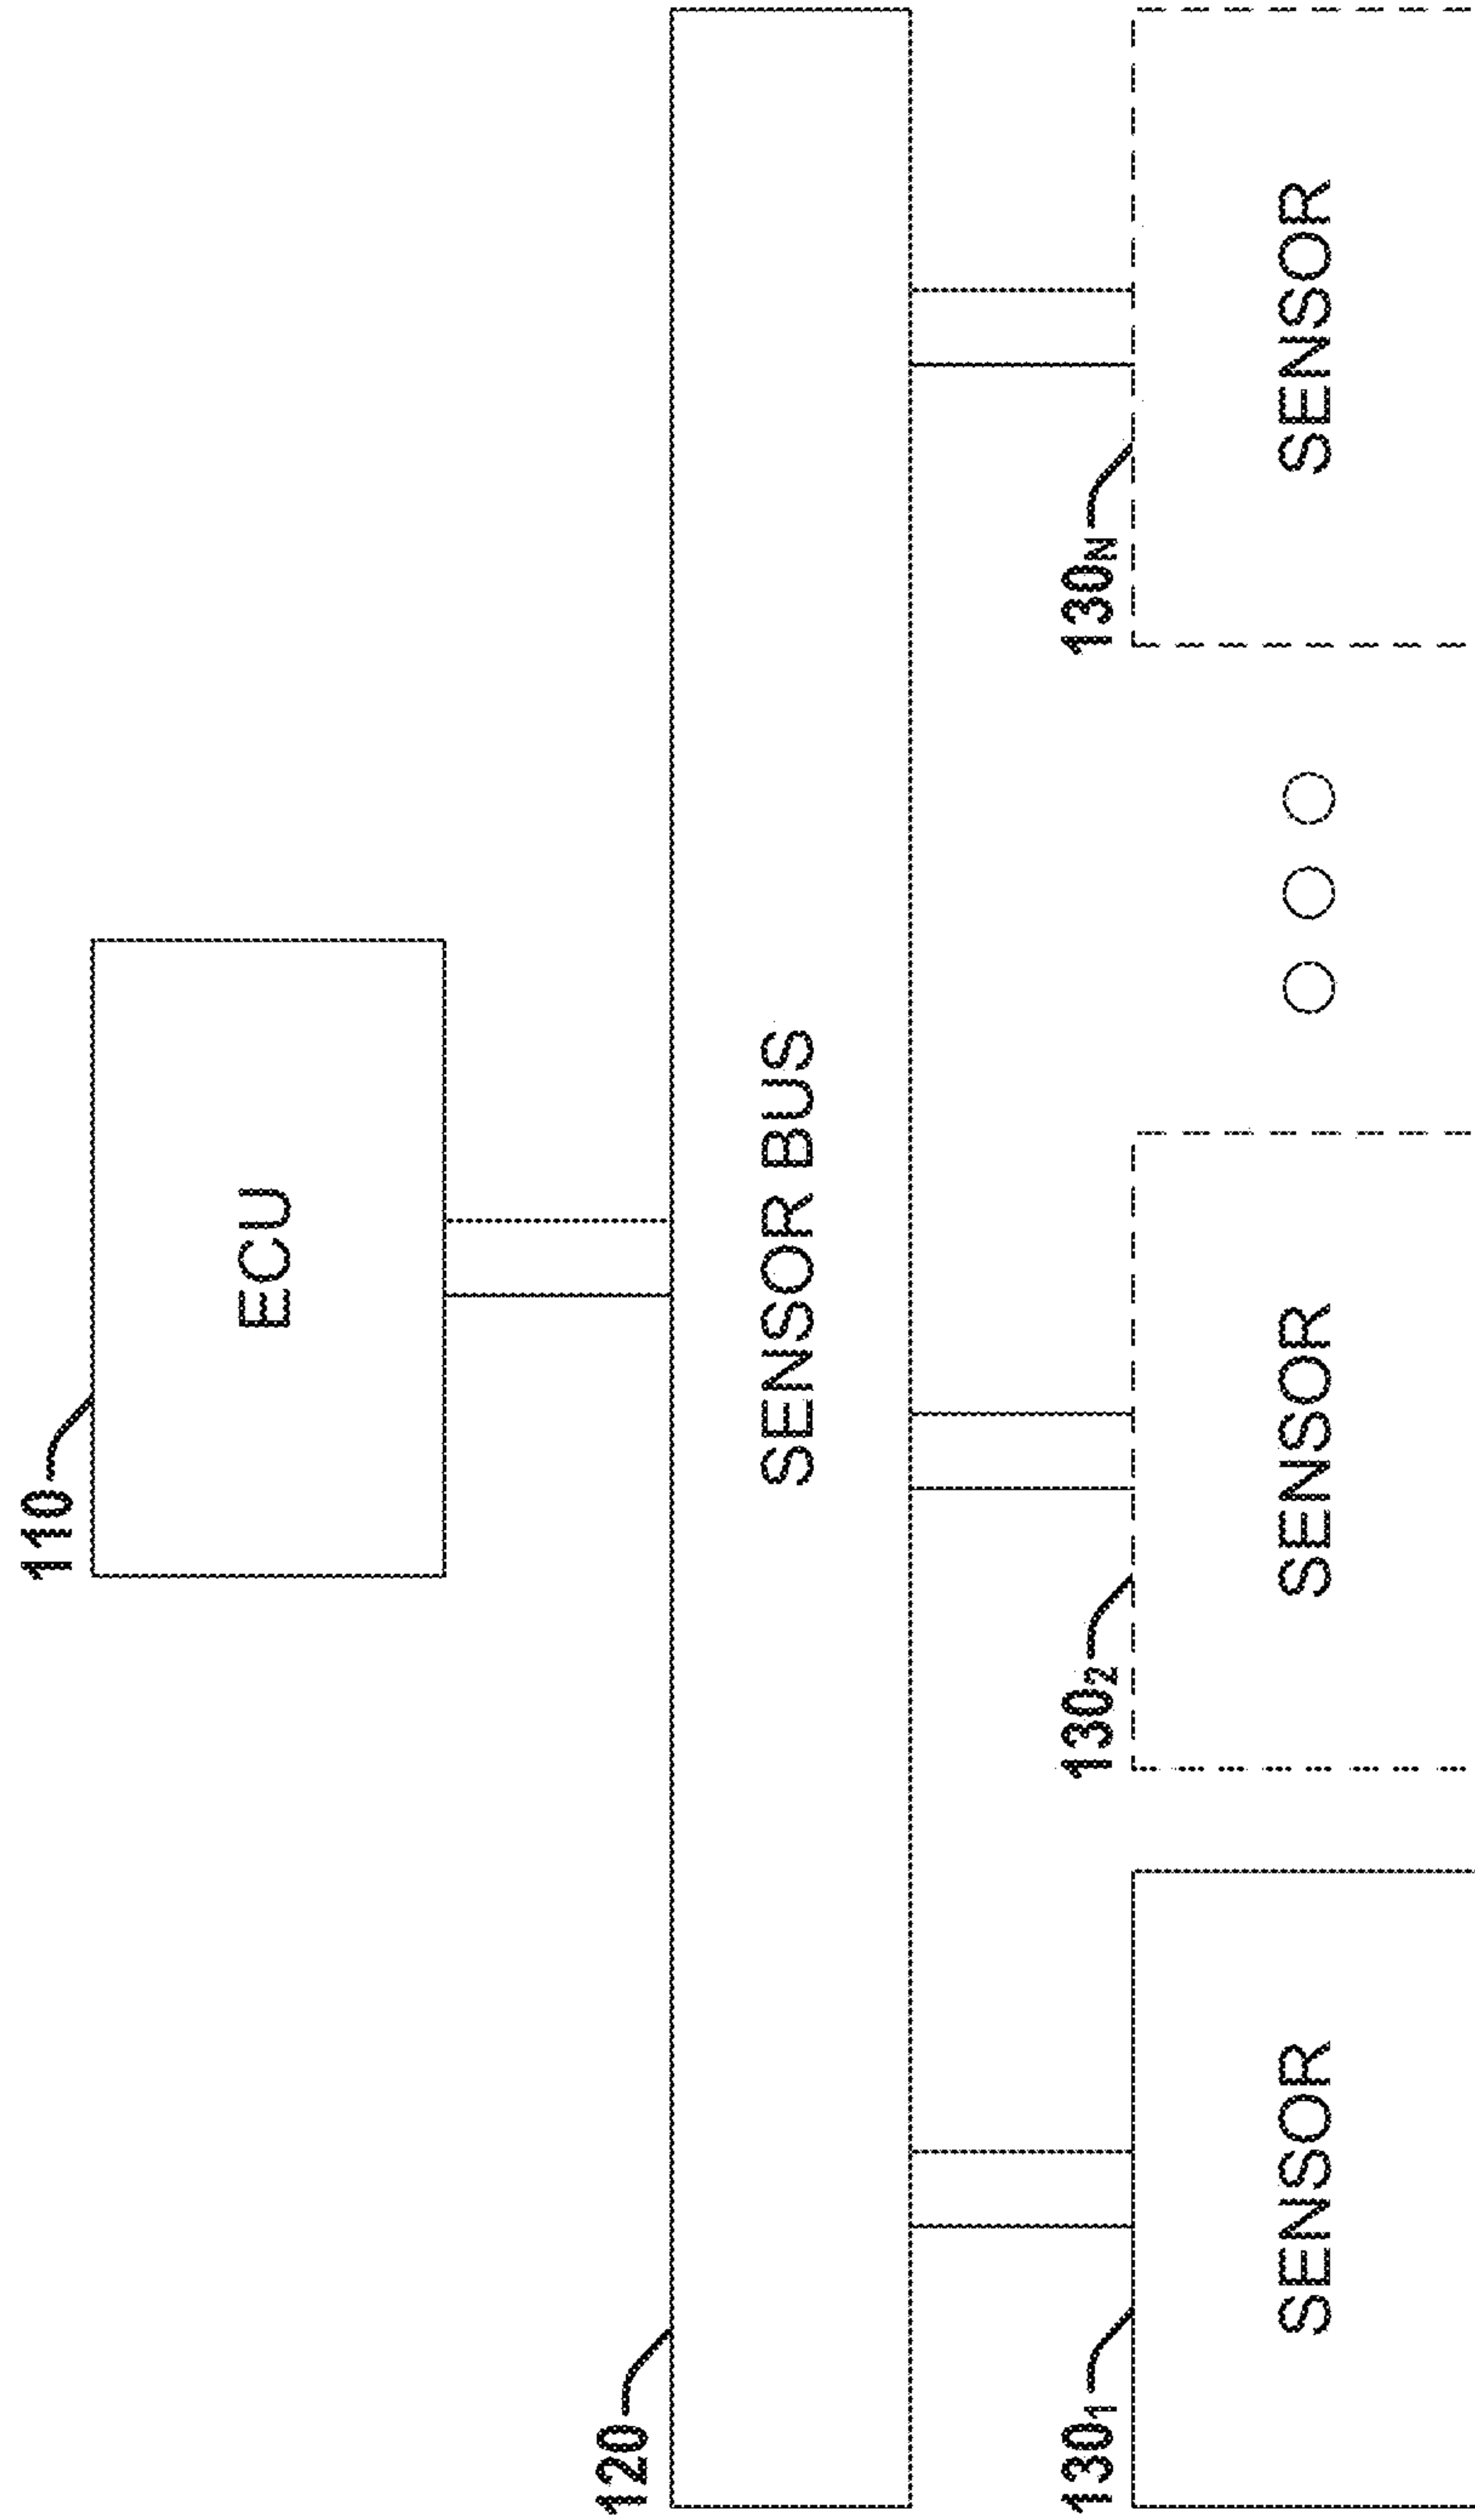 110
ECU
120
SENSOR BUS
130₁
130₂
130ₙ
SENSOR
SENSOR
SENSOR